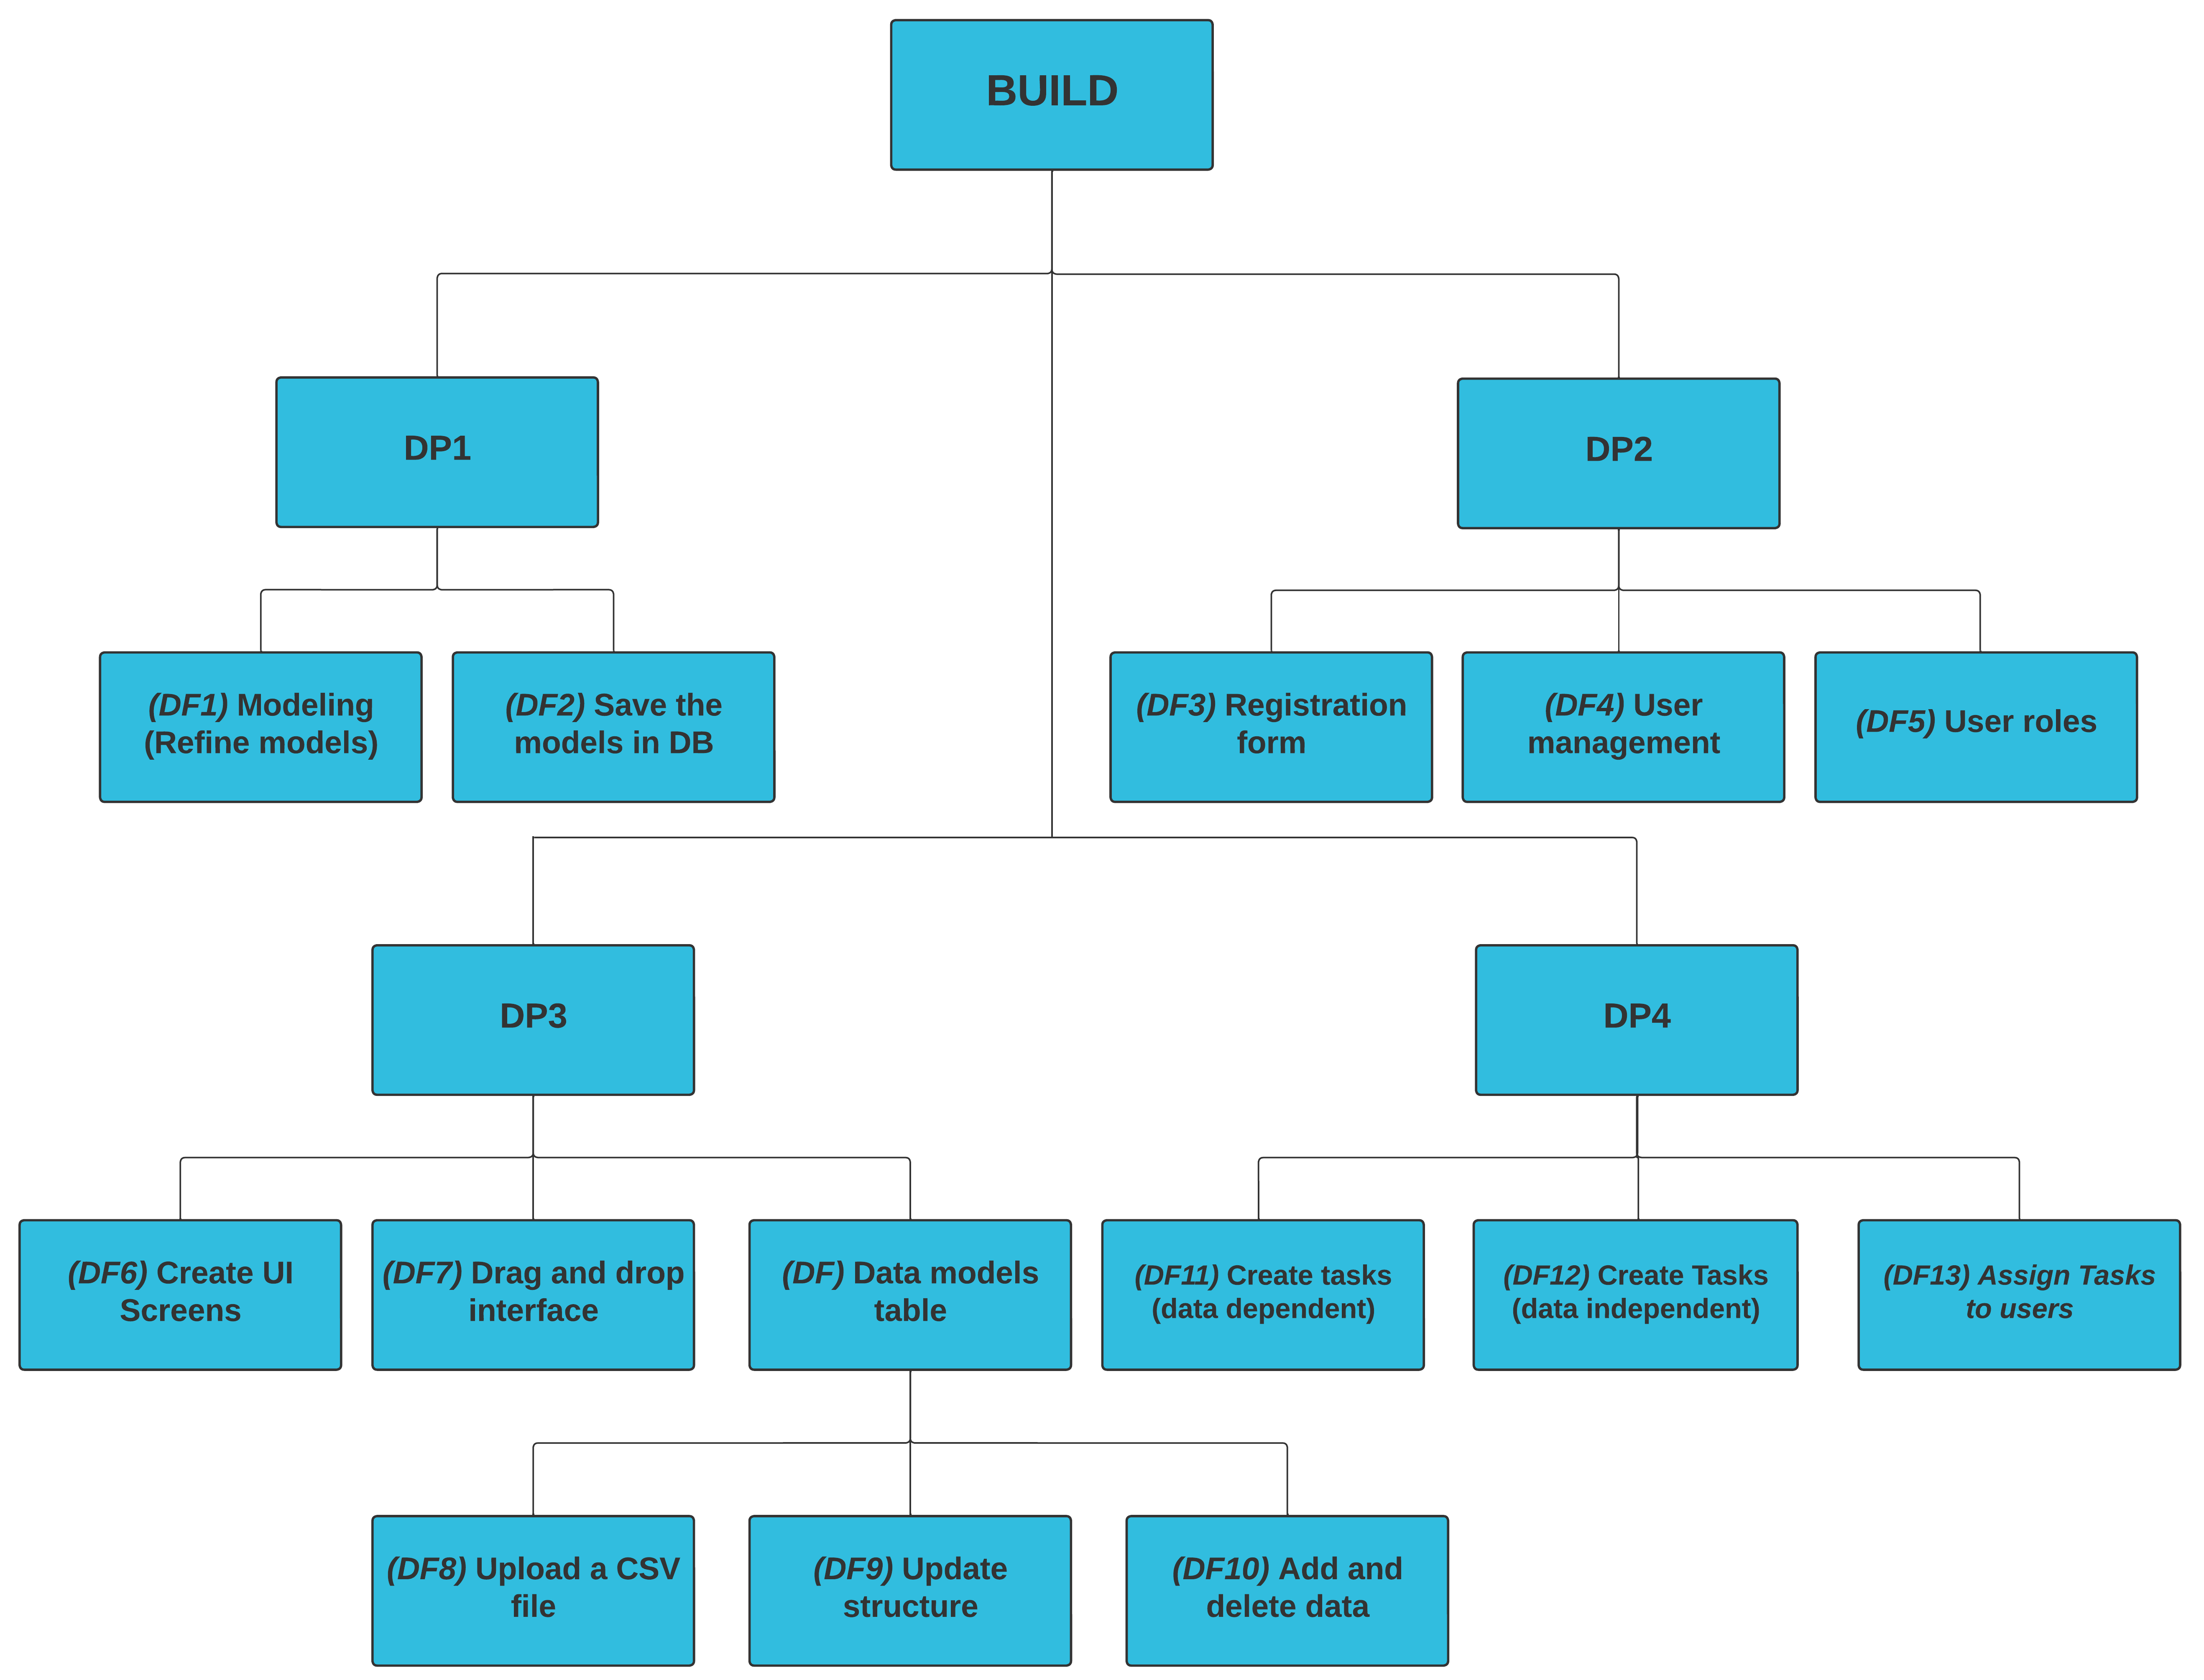 BUILD
DP1
DP2
(DF1) Modeling
(Refine models)
(DF2) Save the
models in DB
(DF3) Registration
form
(DF4) User
management
(DF5) User roles
DP3
DP4
(DF6) Create UI
Screens
(DF7) Drag and drop
interface
(DF) Data models
table
(DF11) Create tasks
(data dependent)
(DF12) Create Tasks
(data independent)
(DF13) Assign Tasks
to users
(DF8) Upload a CSV
file
(DF9) Update
structure
(DF10) Add and
delete data